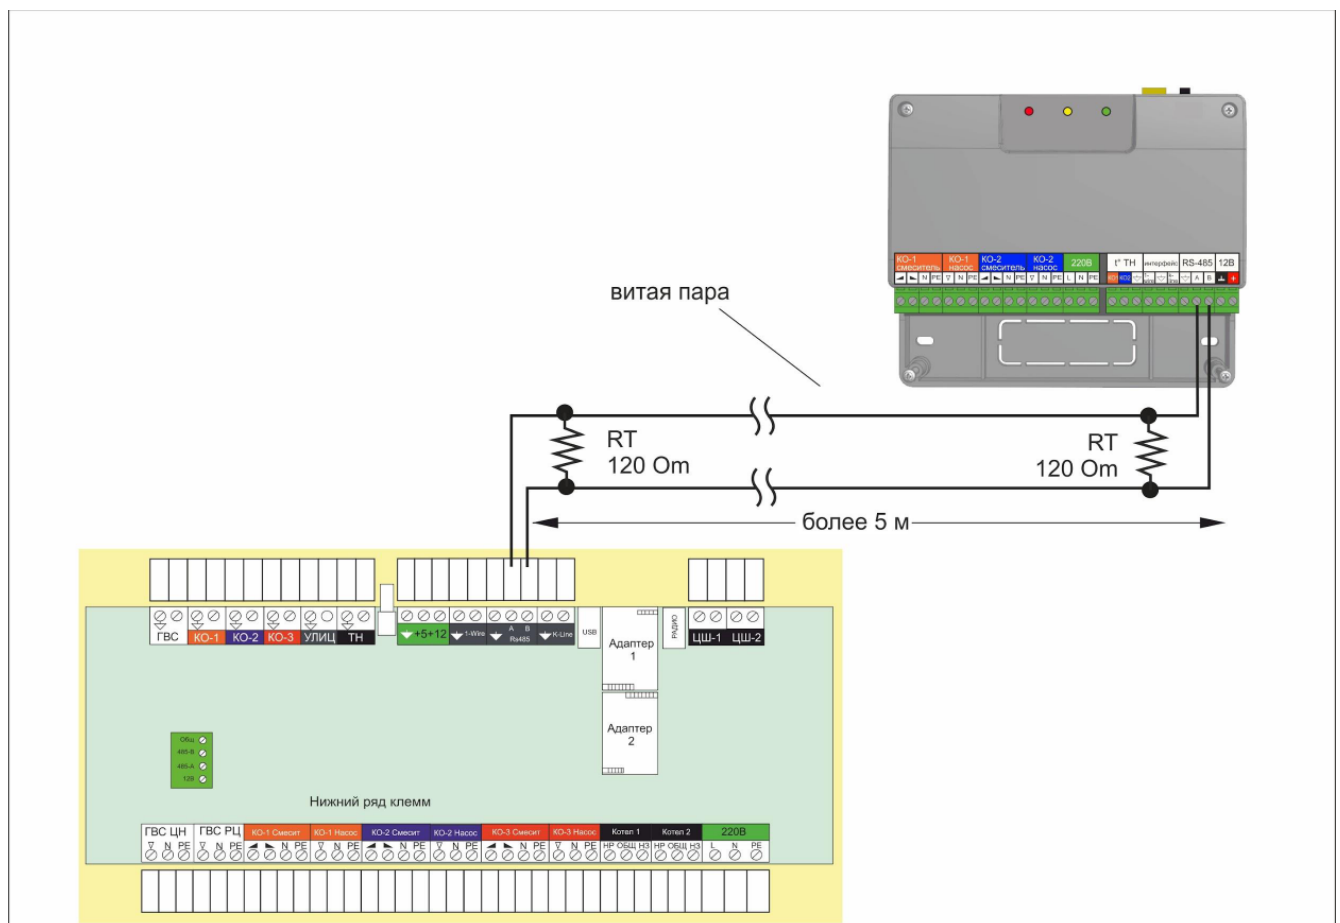 КО-1 смеситель КО-1 насос КО-2 смеситель КО-2 насос 220В t° ТН интерфейс RS-485 12В
N PE N PE N PE N PE L N PE КО1 КО2 A B +
витая пара
RT
120 Om
RT
120 Om
более 5 м
ГВС КО-1 КО-2 КО-3 УЛИЦ ТН +5+12 1-Wire A B Rs485 K-Line USB РАДИО ЦШ-1 ЦШ-2
Адаптер
1
Адаптер
2
Общ
485-B
485-A
12В
Нижний ряд клемм
ГВС ЦН ГВС РЦ КО-1 Смесит КО-1 Насос КО-2 Смесит КО-2 Насос КО-3 Смесит КО-3 Насос Котел 1 Котел 2 220В
N PE N PE N PE N PE N PE N PE N PE N PE НР ОБЩ НЗ НР ОБЩ НЗ L N PE